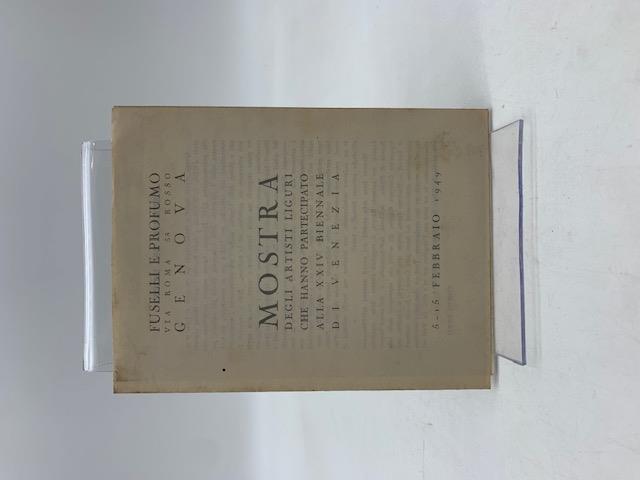 FUSELLI E PROFUMO
VIA ROMA 55 ROSSO
GENOVA
MOSTRA
DEGLI ARTISTI LIGURI
CHE HANNO PARTECIPATO
ALLA XXIV BIENNALE
DI VENEZIA
5-15 FEBBRAIO 1949